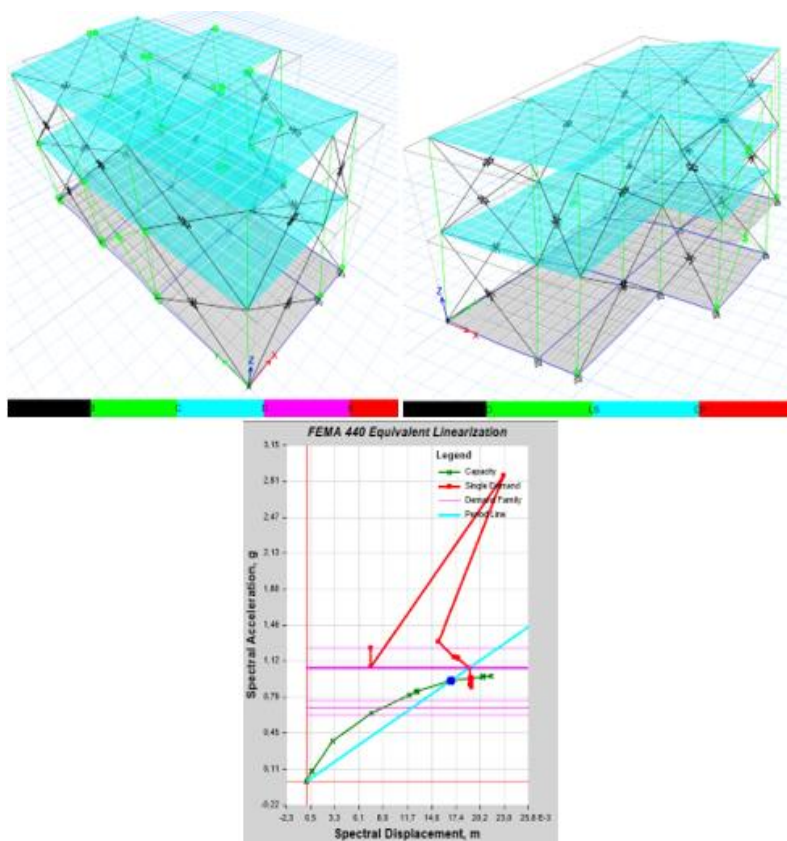 Z
X
Z
X
B
C
D
E
LS
CP
FEMA 440 Equivalent Linearization
Legend
Capacity
Single Demand
Demand Family
Period Line
Spectral Acceleration, g
3,15
2,81
2,47
2,13
1,80
1,46
1,12
0,79
0,45
0,11
-0,22
-2,3 0,5 3,3 6,1 8,9 11,7 14,6 17,4 20,2 23,0 25,8 E-3
Spectral Displacement, m